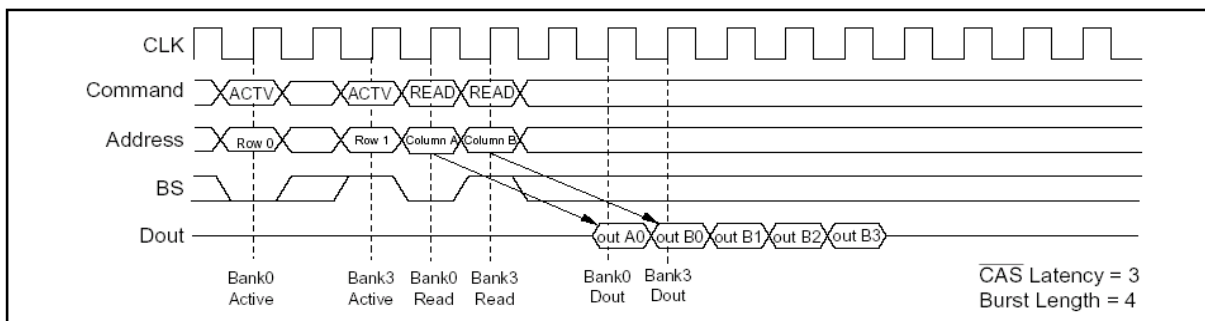 CLK
Command ACTV ACTV READ READ
Address Row 0 Row 1 Column A Column B
BS
Dout out A0 out B0 out B1 out B2 out B3
Bank0 Active
Bank3 Active
Bank0 Read
Bank3 Read
Bank0 Dout
Bank3 Dout
CAS Latency = 3
Burst Length = 4